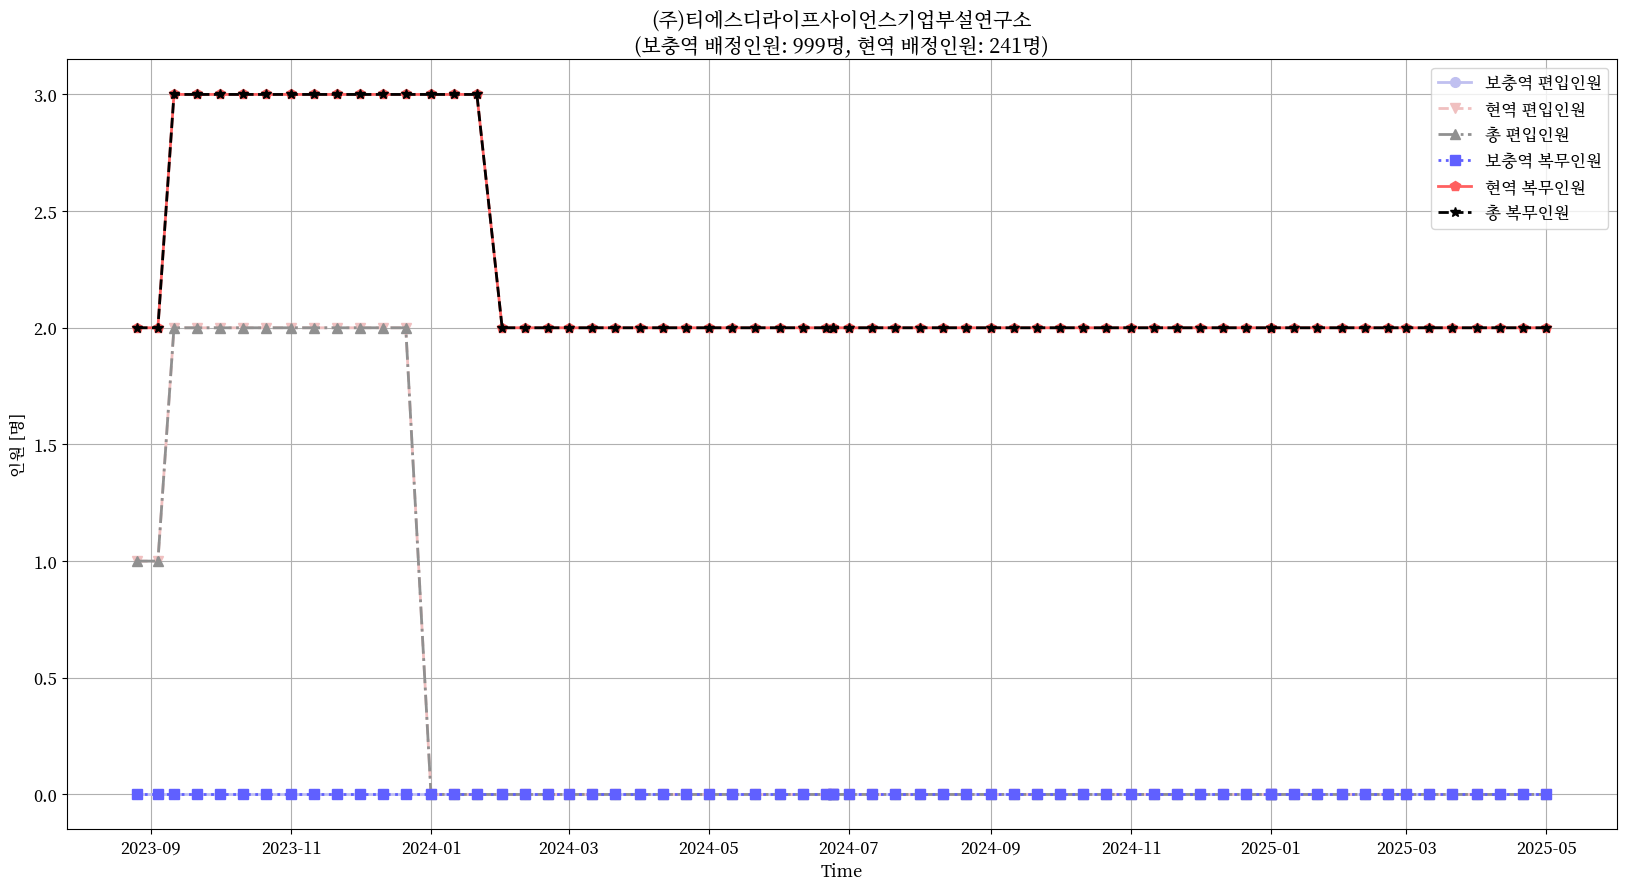 (주)티에스디라이프사이언스기업부설연구소
(보충역 배정인원: 999명, 현역 배정인원: 241명)
보충역 편입인원
현역 편입인원
총 편입인원
보충역 복무인원
현역 복무인원
총 복무인원
인원 [명]
3.0
2.5
2.0
1.5
1.0
0.5
0.0
2023-09
2023-11
2024-01
2024-03
2024-05
2024-07
2024-09
2024-11
2025-01
2025-03
2025-05
Time